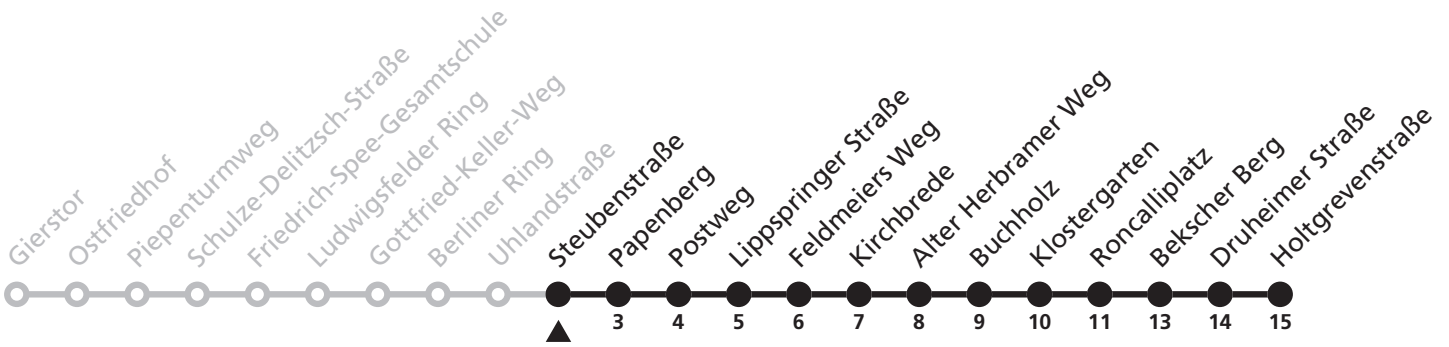 Gierstor
Ostfriedhof
Piepenturmweg
Schulze-Delitzsch-Straße
Friedrich-Spee-Gesamtschule
Ludwigsfelder Ring
Gottfried-Keller-Weg
Berliner Ring
Uhlandstraße
Steubenstraße
Papenberg
Postweg
Lippspringer Straße
Feldmeiers Weg
Kirchbrede
Alter Herbramer Weg
Buchholz
Klostergarten
Roncalliplatz
Bekscher Berg
Druheimer Straße
Holtgrevenstraße
3 4 5 6 7 8 9 10 11 13 14 15